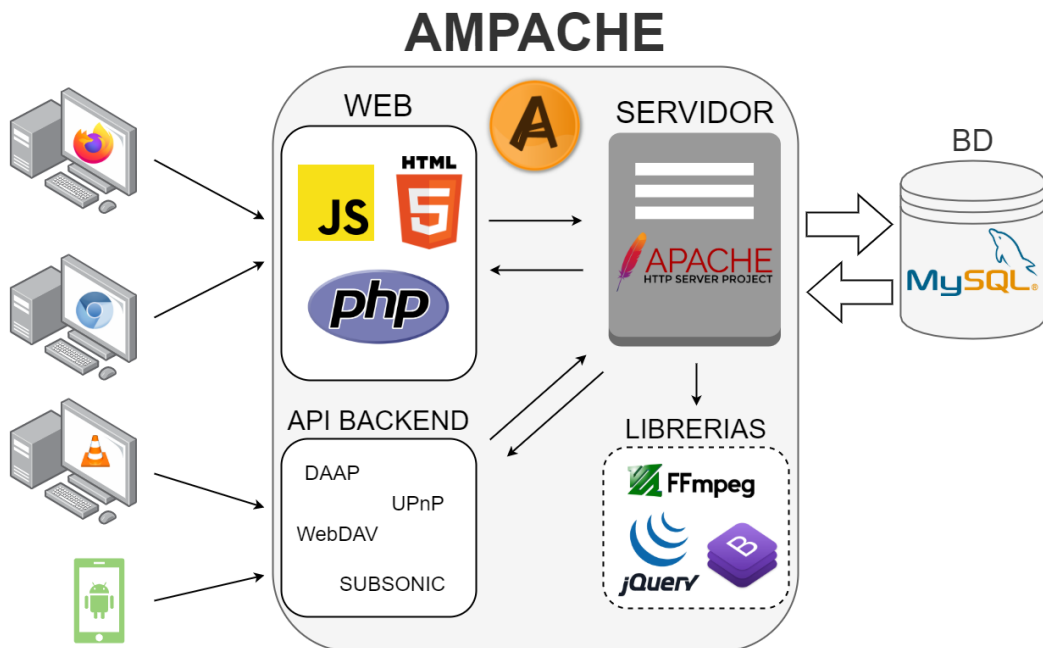 AMPACHE
WEB
SERVIDOR
BD
JS
HTML
5
php
APACHE
HTTP SERVER PROJECT
MySQL®
API BACKEND
DAAP
UPnP
WebDAV
SUBSONIC
LIBRERIAS
FFmpeg
jQuery
B